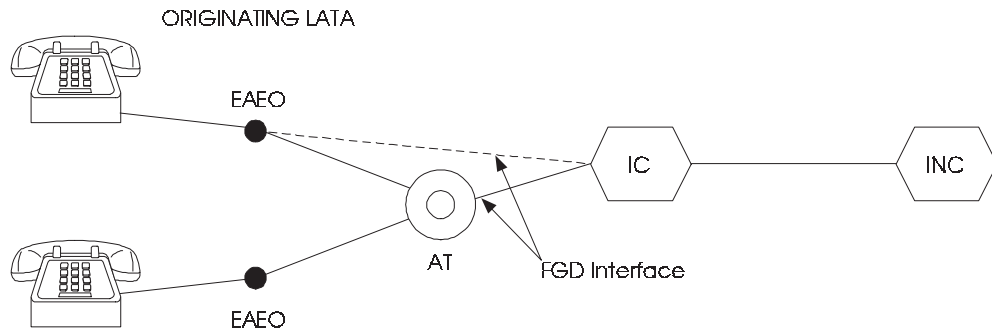 ORIGINATING LATA
EAEO
IC
INC
AT
FGD Interface
EAEO